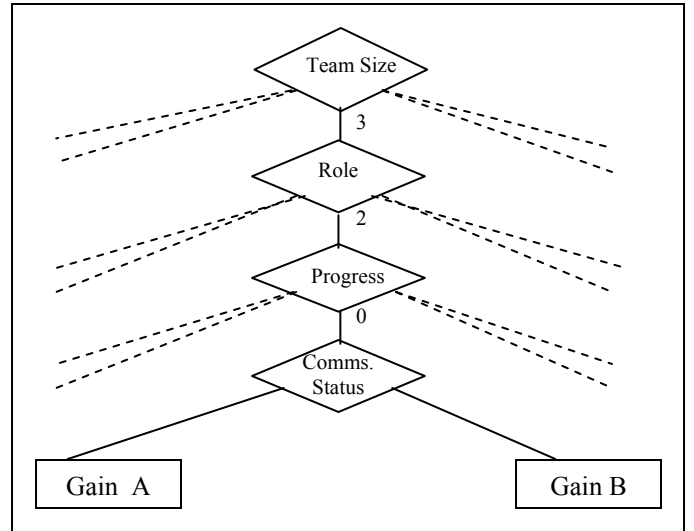 Team Size
3
Role
2
Progress
0
Comms.
Status
Gain A
Gain B